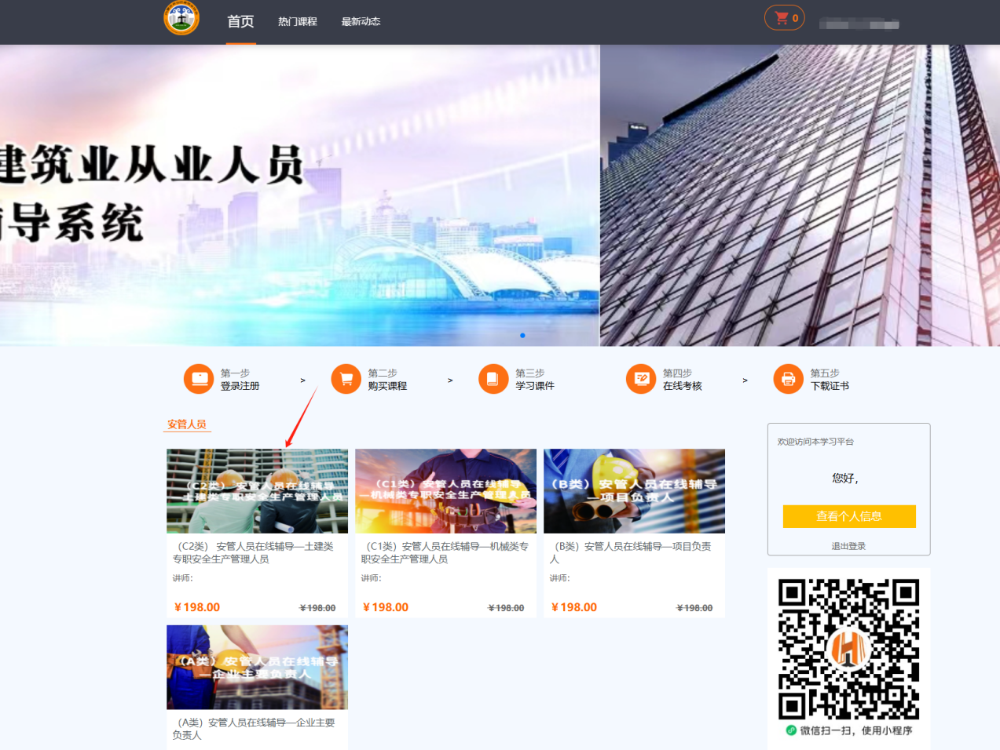 首页
热门课程
最新动态
0
建筑业从业人员
辅导系统
第一步
登录注册
>
第二步
购买课程
>
第三步
学习课件
第四步
在线考核
>
第五步
下载证书
安管人员
（C2类）安管人员在线辅导
—土建类专职安全生产管理人员
（C2类） 安管人员在线辅导—土建类
专职安全生产管理人员
讲师：
￥198.00
￥198.00
（C1类）安管人员在线辅导
—机械类专职安全生产管理人员
（C1类）安管人员在线辅导—机械类专
职安全生产管理人员
讲师：
￥198.00
￥198.00
（B类）安管人员在线辅导
—项目负责人
（B类）安管人员在线辅导—项目负责
人
讲师：
￥198.00
￥198.00
（A类）安管人员在线辅导
—企业主要负责人
（A类）安管人员在线辅导—企业主要
负责人
欢迎访问本学习平台
您好，
查看个人信息
退出登录
微信扫一扫，使用小程序